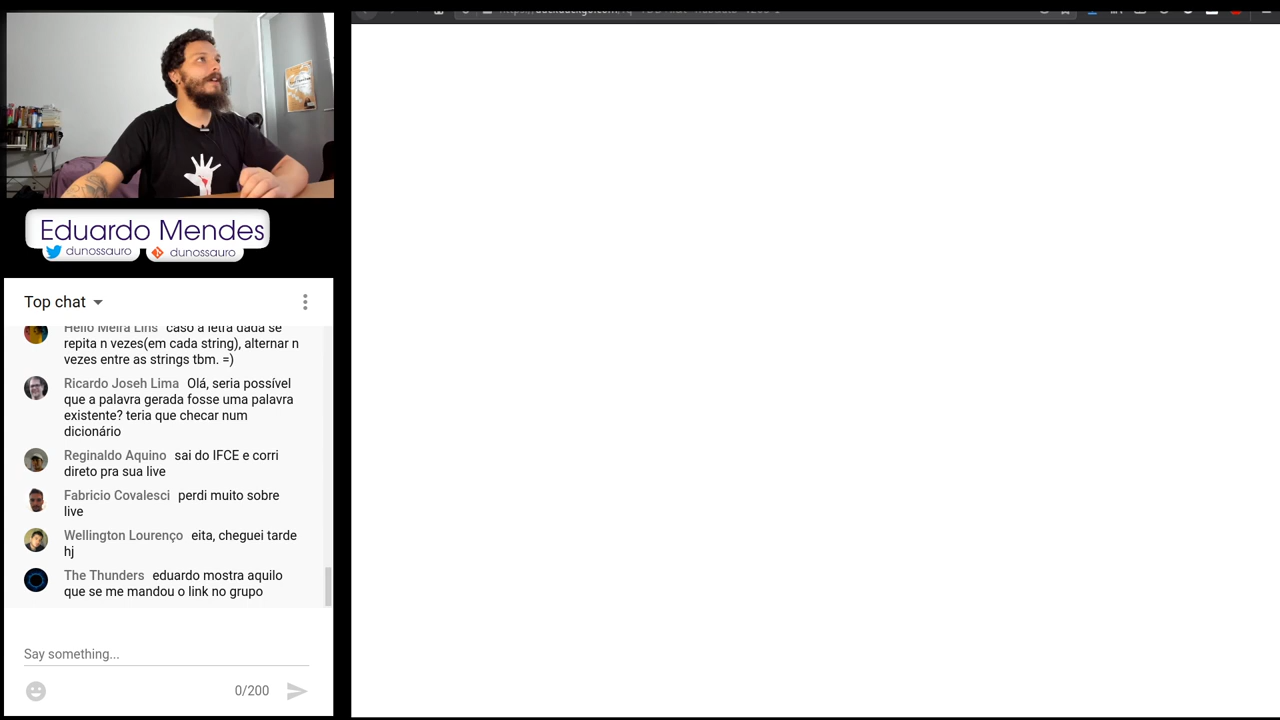 Eduardo Mendes
dunossauro dunossauro
Top chat
Helio Meira Lins caso a letra dada se
repita n vezes(em cada string), alternar n
vezes entre as strings tbm. =)
Ricardo Joseh Lima Olá, seria possível
que a palavra gerada fosse uma palavra
existente? teria que checar num
dicionário
Reginaldo Aquino sai do IFCE e corri
direto pra sua live
Fabricio Covalesci perdi muito sobre
live
Wellington Lourenço eita, cheguei tarde
hj
The Thunders eduardo mostra aquilo
que se me mandou o link no grupo
Say something...
0/200